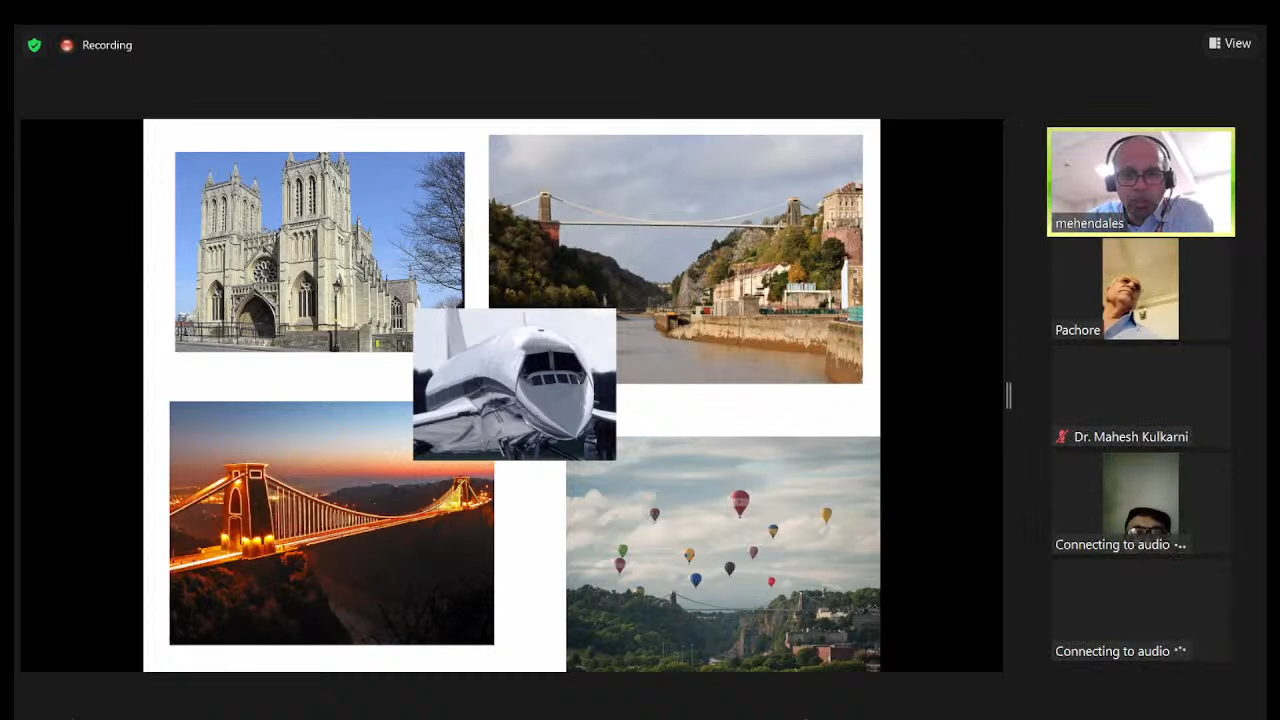 Recording
View
mehendales
Pachore
Dr. Mahesh Kulkarni
Connecting to audio
Connecting to audio